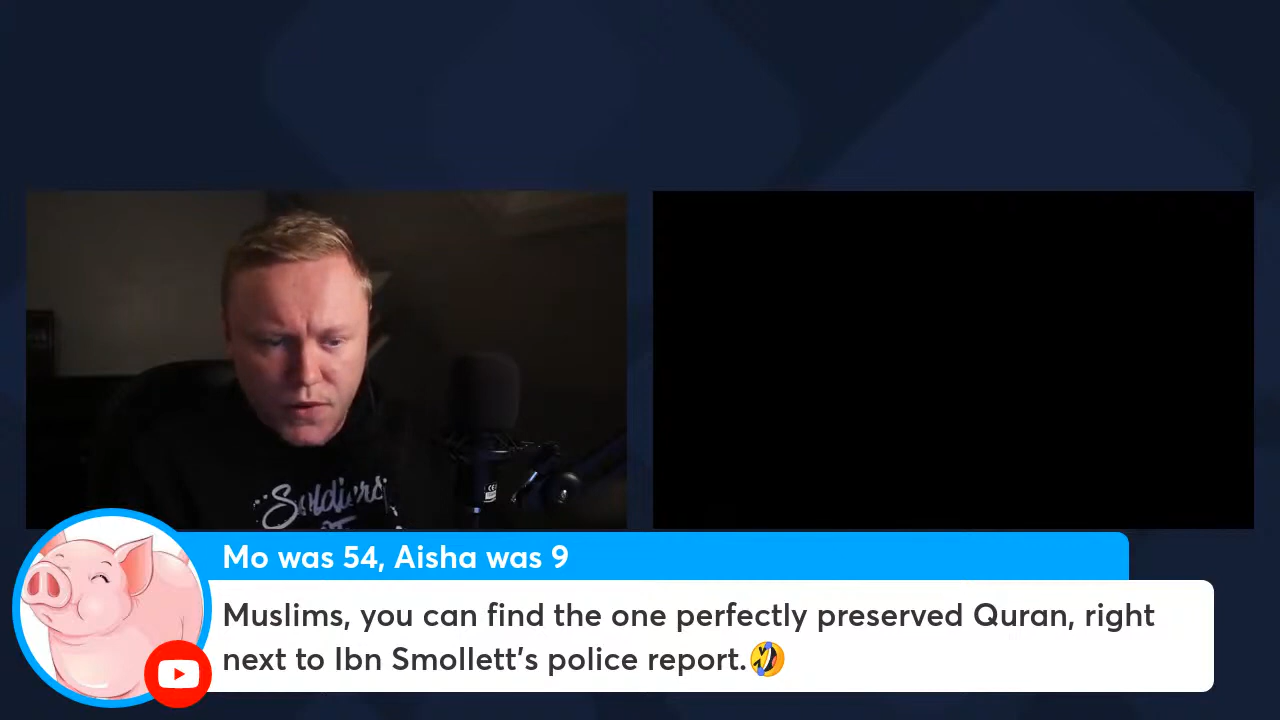 Soldiers
Mo was 54, Aisha was 9
Muslims, you can find the one perfectly preserved Quran, right
next to Ibn Smollett's police report.🤣